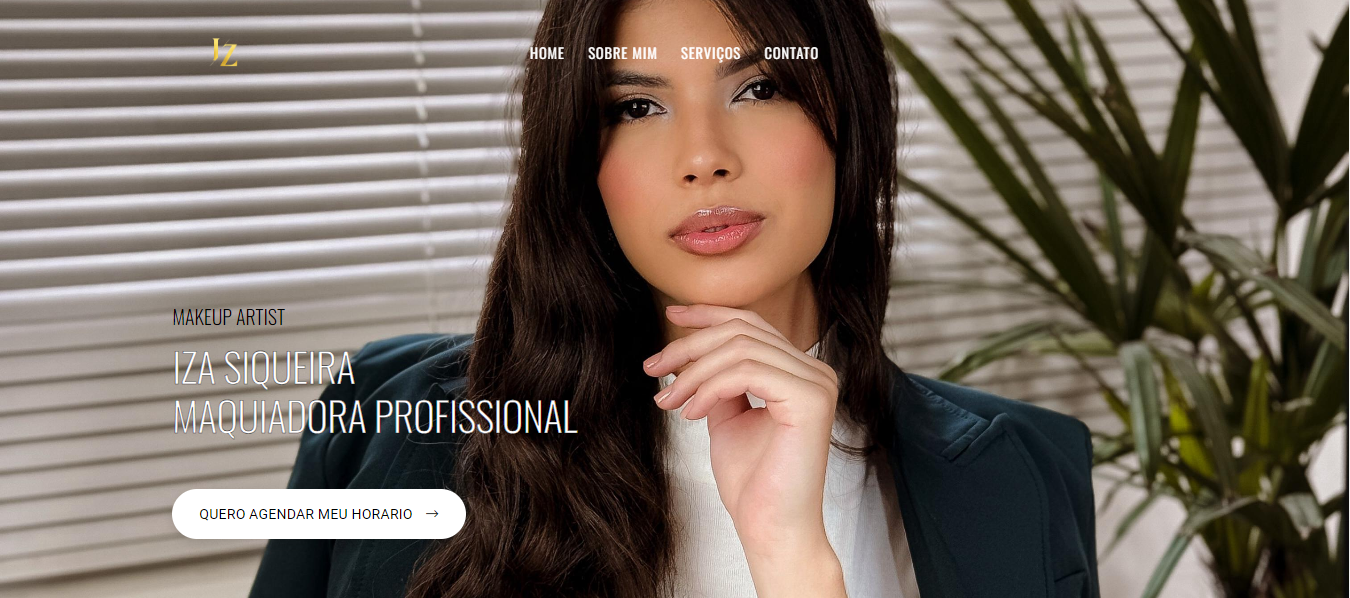 IZ
HOME SOBRE MIM SERVIÇOS CONTATO
MAKEUP ARTIST
IZA SIQUEIRA
MAQUIADORA PROFISSIONAL
QUERO AGENDAR MEU HORARIO →